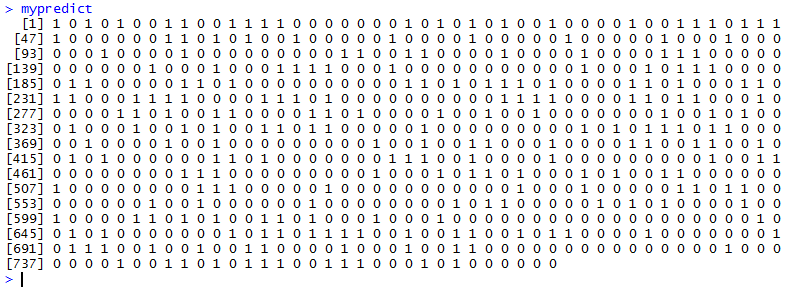 > mypredict
[1] 1 0 1 0 1 0 0 1 1 0 0 1 1 1 1 0 0 0 0 0 0 0 1 0 1 0 1 0 1 0 0 1 0 0 0 0 1 0 0 1 1 1 0 1 1 1
[47] 1 0 0 0 0 0 0 1 1 0 1 0 1 0 0 1 0 0 0 0 0 0 1 0 0 1 0 0 0 0 0 0 1 0 0 0 0 0 1 0 0 0 1 0 0 0
[93] 0 0 0 1 0 0 0 1 0 0 0 0 0 0 0 0 0 0 1 1 0 0 1 1 0 0 0 0 1 0 0 0 0 1 0 0 0 0 1 1 1 0 0 0 0 0
[139] 0 0 0 0 0 0 1 0 0 0 1 0 0 0 1 1 1 1 0 0 0 1 0 0 0 0 0 0 0 0 0 0 1 0 0 0 1 0 1 1 1 0 0 0 0
[185] 0 1 1 0 0 0 0 0 1 1 0 1 0 0 0 0 0 0 0 0 0 0 1 1 0 1 0 1 1 1 0 1 0 0 0 0 1 1 0 1 0 0 0 1 1 0
[231] 1 1 0 0 0 1 1 1 1 0 0 0 0 1 1 1 0 1 0 0 0 0 0 0 0 0 0 0 1 1 1 1 0 0 0 0 1 1 0 1 1 0 0 0 1 0
[277] 0 0 0 0 1 1 0 1 0 1 0 0 1 0 0 0 0 1 1 0 1 0 0 0 0 1 0 0 1 0 0 1 0 0 0 0 0 0 1 0 0 1 0 1 0 0
[323] 0 1 0 0 0 1 0 0 1 0 1 0 0 1 1 0 1 1 0 0 0 0 0 1 0 0 0 0 0 0 0 0 0 1 0 1 0 1 1 1 0 1 1 0 0 0
[369] 0 0 1 0 0 0 0 1 0 1 0 0 1 1 0 0 0 0 0 0 1 0 0 1 0 0 1 1 0 0 0 0 1 0 0 0 1 1 0 0 1 1 0 0 1 0
[415] 0 1 0 1 0 0 0 0 0 0 1 1 0 1 0 0 0 0 0 0 0 1 1 1 0 0 1 0 0 0 1 0 0 0 0 0 0 0 0 0 1 0 0 1 1
[461] 0 0 0 0 0 0 0 0 1 1 1 0 0 0 0 0 0 0 1 0 0 0 1 0 1 1 0 1 1 0 0 0 1 0 1 0 0 1 1 0 0 0 0 0 0
[507] 1 0 0 0 0 0 0 0 0 1 1 1 0 0 0 0 1 0 0 0 0 0 1 0 0 0 1 0 0 0 0 1 0 0 0 0 0 1 1 0 1 1 0 0
[553] 0 0 0 0 0 0 1 0 0 1 0 0 0 0 0 0 1 0 0 0 0 0 0 0 0 1 0 1 1 0 0 0 0 0 1 0 1 0 1 0 0 0 0 1 0 0
[599] 1 0 0 0 0 1 1 0 1 0 1 0 0 1 1 0 1 0 0 0 1 0 0 0 1 0 0 0 0 0 0 0 0 0 0 0 0 0 0 0 0 0 0 0 1 0
[645] 0 1 0 1 0 0 0 0 0 0 0 1 1 0 1 0 1 1 1 1 0 0 1 0 0 1 1 0 0 1 0 1 1 0 0 0 0 1 0 0 0 0 0 0 0 1
[691] 0 1 1 1 0 0 1 0 0 1 0 0 1 1 0 0 0 0 1 0 0 0 1 0 0 1 1 0 0 0 0 0 0 0 0 0 0 0 0 0 0 0 1 0 0 0
[737] 0 0 0 0 1 0 0 1 1 0 1 0 1 1 1 0 0 1 1 1 0 0 0 1 0 1 0 0 0 0 0 0
>